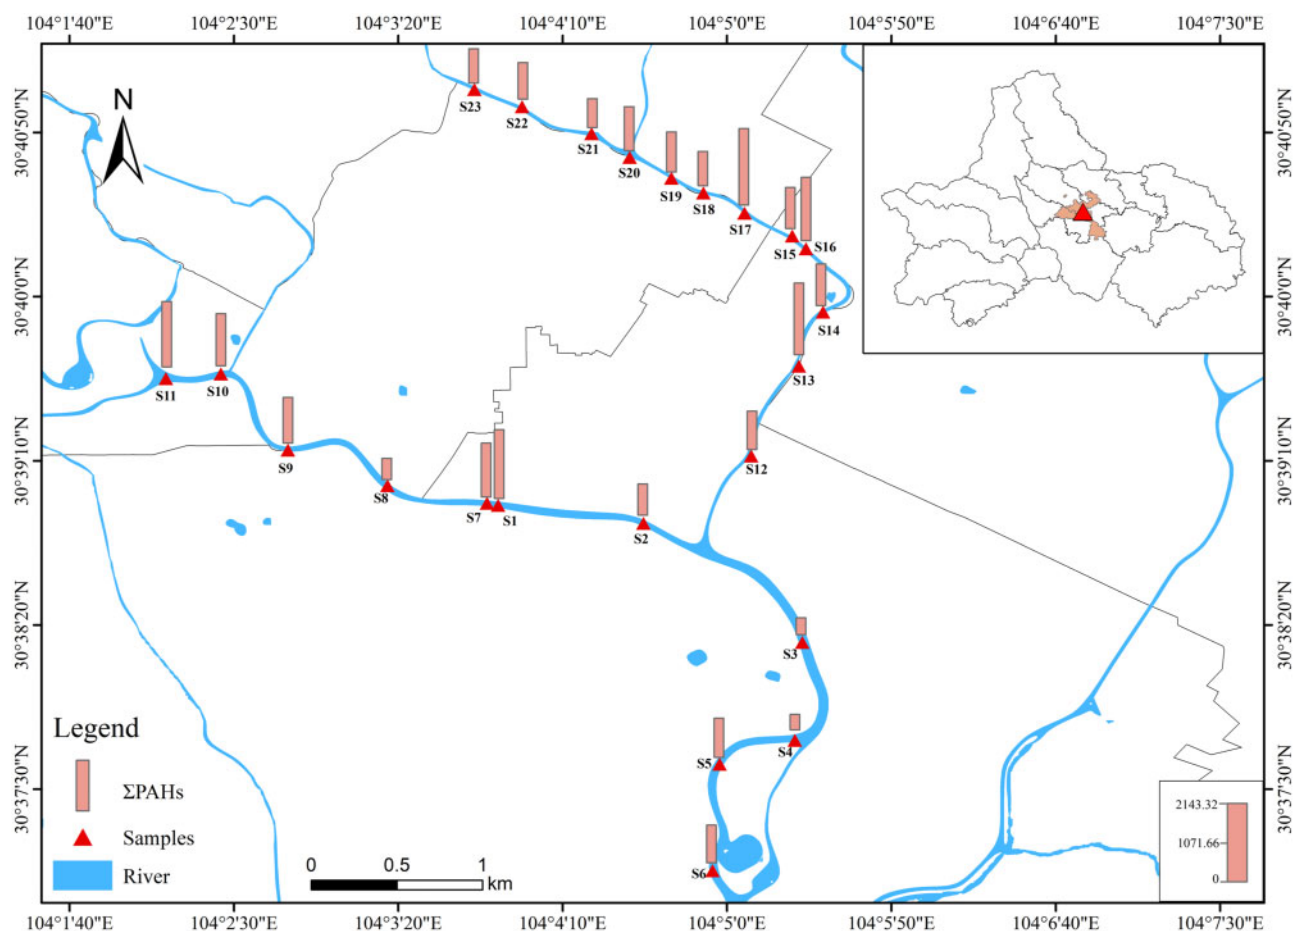 104°1'40"E 104°2'30"E 104°3'20"E 104°4'10"E 104°5'0"E 104°5'50"E 104°6'40"E 104°7'30"E
30°40'50"N
30°40'0"N
30°39'10"N
30°38'20"N
30°37'30"N
N
S23
S22
S21
S20
S19
S18
S17
S15
S16
S14
S13
S11
S10
S12
S9
S8
S7
S1
S2
S3
S4
S5
S6
Legend
ΣPAHs
Samples
River
0 0.5 1
km
2143.32
1071.66
0
30°40'50"N
30°40'0"N
30°39'10"N
30°38'20"N
30°37'30"N
104°1'40"E 104°2'30"E 104°3'20"E 104°4'10"E 104°5'0"E 104°5'50"E 104°6'40"E 104°7'30"E